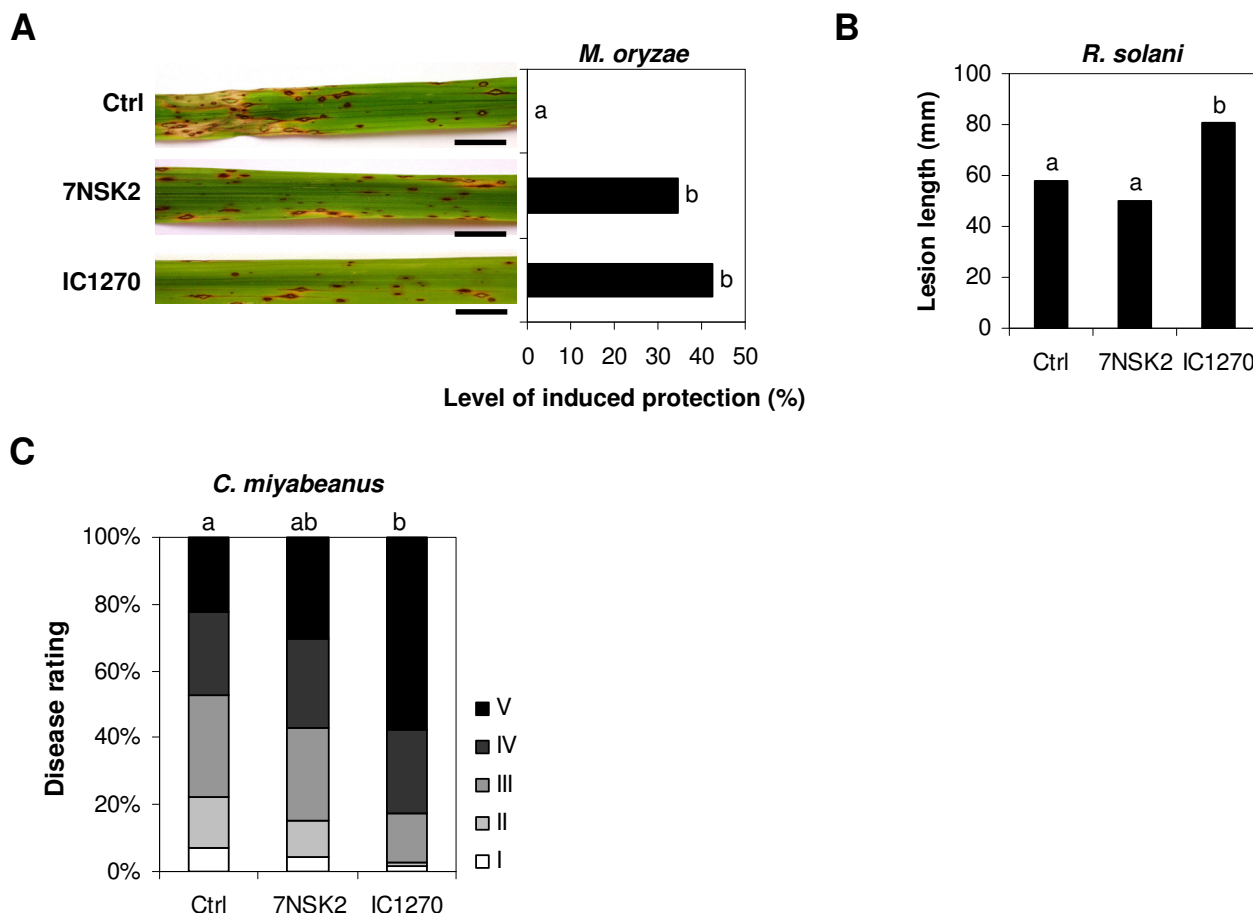 A
M. oryzae
Ctrl
a
7NSK2
b
IC1270
b
0 10 20 30 40 50
Level of induced protection (%)
B
R. solani
Lesion length (mm)
100
80
60
40
20
0
a
a
b
Ctrl 7NSK2 IC1270
C
C. miyabeanus
a ab b
Disease rating
100%
80%
60%
40%
20%
0%
Ctrl 7NSK2 IC1270
V
IV
III
II
I